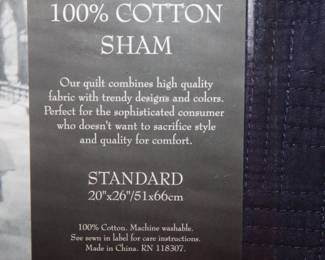 100% COTTON
SHAM
Our quilt combines high quality
fabric with trendy designs and colors.
Perfect for the sophisticated consumer
who doesn't want to sacrifice style
and quality for comfort.
STANDARD
20"x26"/51x66cm
100% Cotton. Machine washable.
See sewn in label for care instructions.
Made in China. RN 118307.